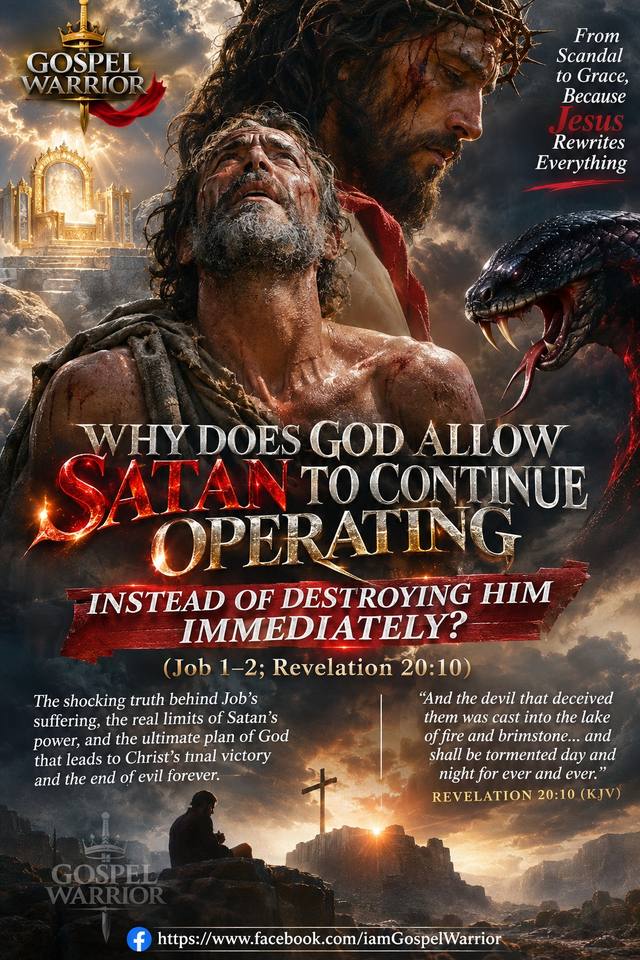 GOSPEL
WARRIOR
From
Scandal
to Grace,
Because
Jesus
Rewrites
Everything
WHY DOES GOD ALLOW
SATAN TO CONTINUE
OPERATING
INSTEAD OF DESTROYING HIM
IMMEDIATELY?
(Job 1–2; Revelation 20:10)
The shocking truth behind Job's
suffering, the real limits of Satan's
power, and the ultimate plan of God
that leads to Christ's final victory
and the end of evil forever.
"And the devil that deceived
them was cast into the lake
of fire and brimstone... and
shall be tormented day and
night for ever and ever."
REVELATION 20:10 (KJV)
GOSPEL
WARRIOR
https://www.facebook.com/iamGospelWarrior